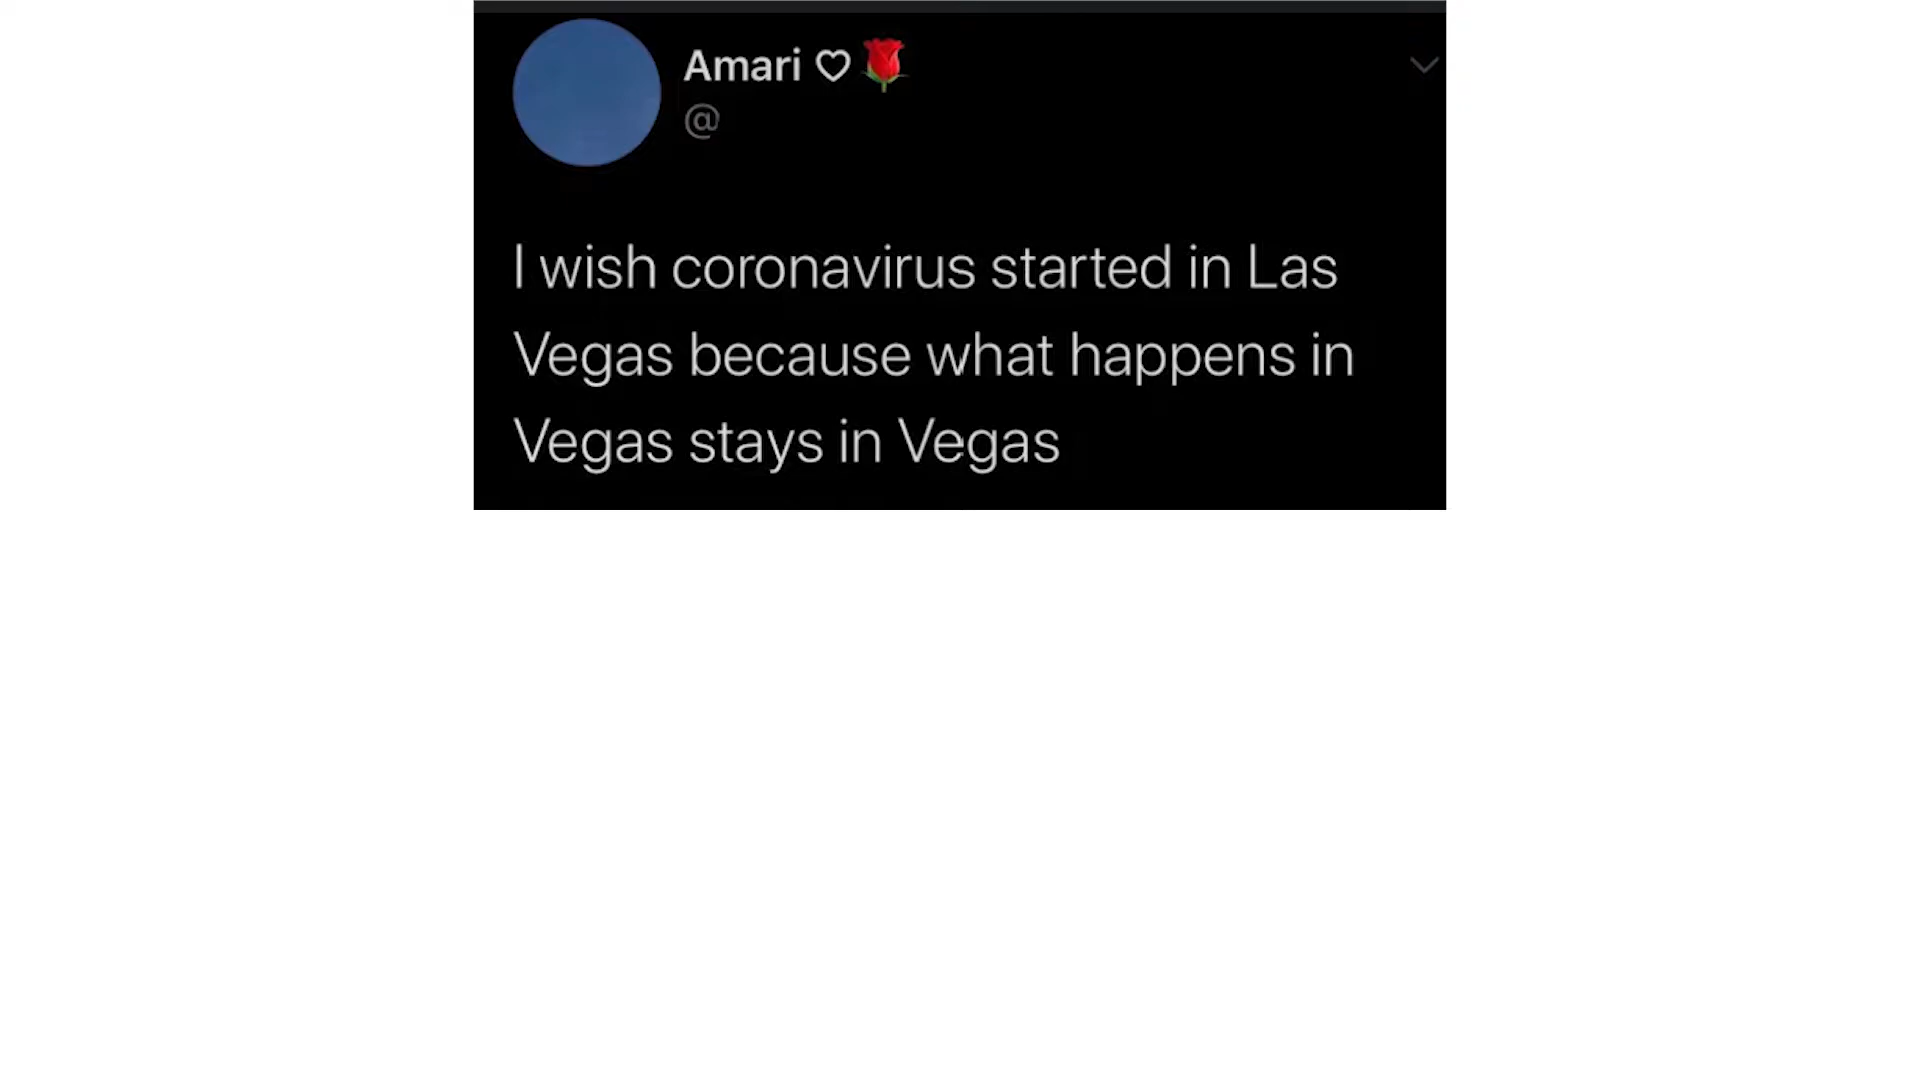 Amari ♡🌹
@
I wish coronavirus started in Las
Vegas because what happens in
Vegas stays in Vegas